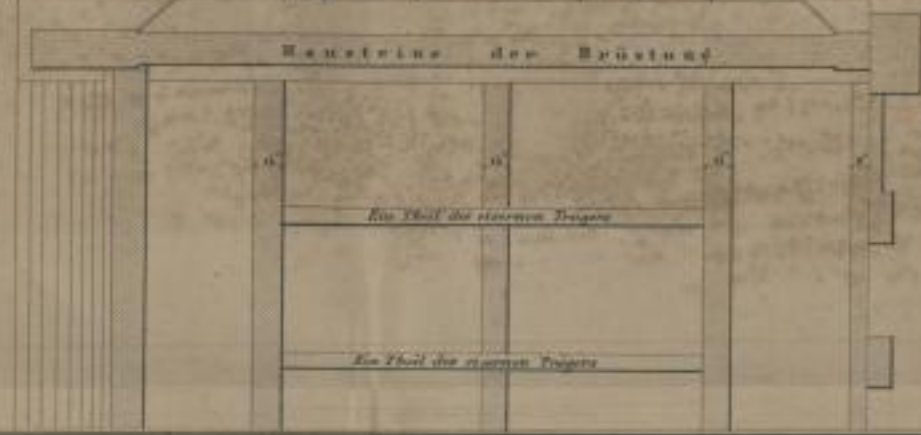 Hausteine der Brüstung
Ein Theil des eisernen Trägers
Ein Theil des eisernen Trägers